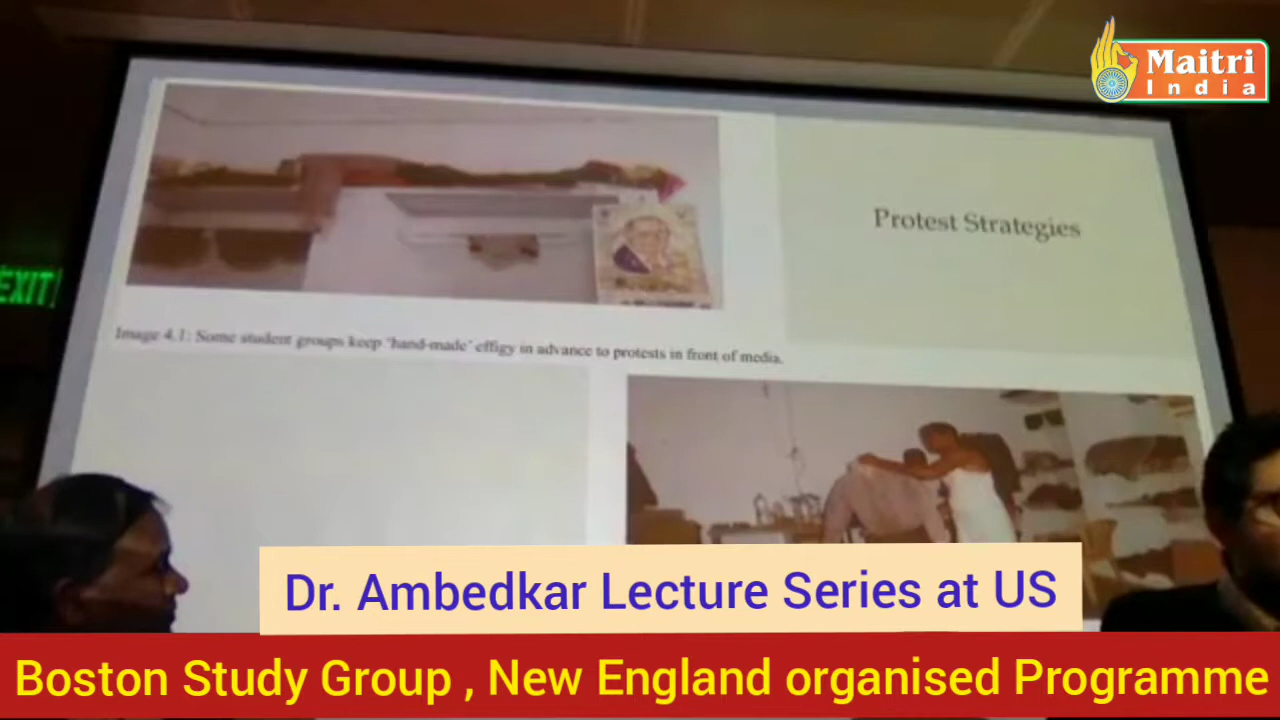 Maitri
India
Protest Strategies
EXIT
Image 4.1: Some student groups keep 'hand-made' effigy in advance to protests in front of media.
Dr. Ambedkar Lecture Series at US
Boston Study Group , New England organised Programme